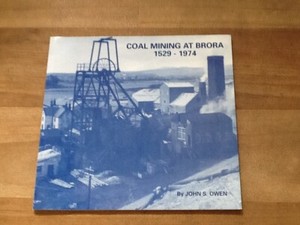 COAL MINING AT BRORA
1529 - 1974
By JOHN S. OWEN